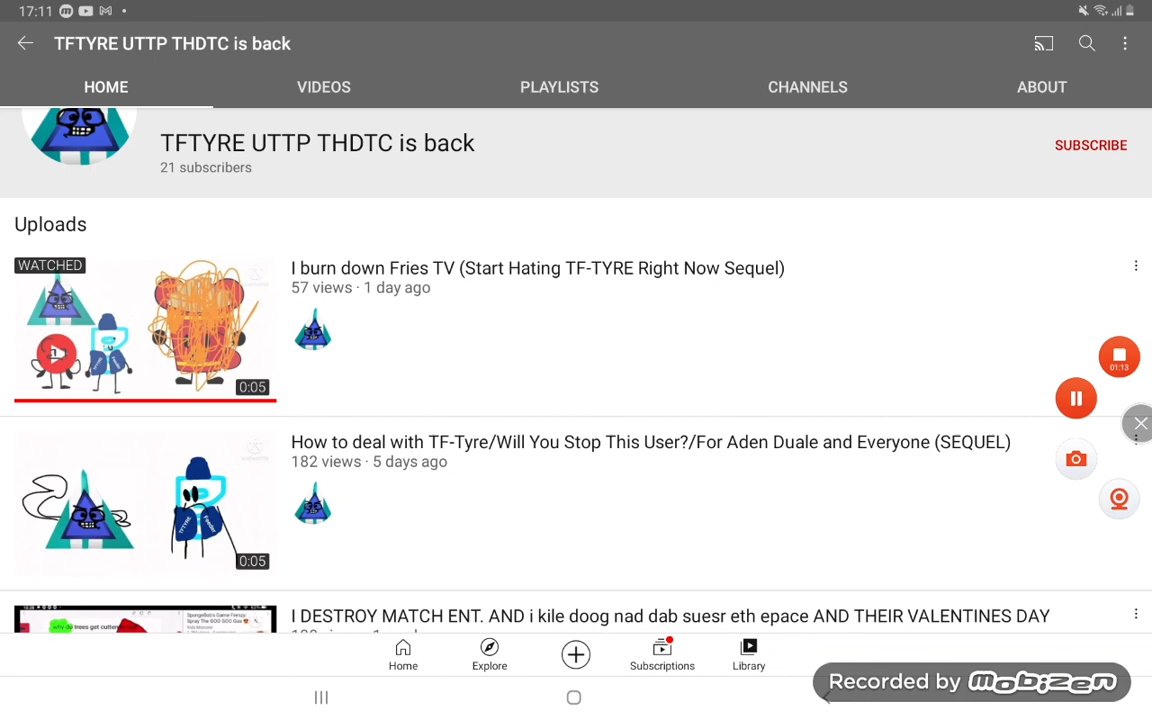 17:11
TFTYRE UTTP THDTC is back
HOME VIDEOS PLAYLISTS CHANNELS ABOUT
TFTYRE UTTP THDTC is back
21 subscribers
SUBSCRIBE
Uploads
WATCHED
0:05
I burn down Fries TV (Start Hating TF-TYRE Right Now Sequel)
57 views · 1 day ago
01:13
0:05
How to deal with TF-Tyre/Will You Stop This User?/For Aden Duale and Everyone (SEQUEL)
182 views · 5 days ago
I DESTROY MATCH ENT. AND i kile doog nad dab suesr eth epace AND THEIR VALENTINES DAY
Home Explore Subscriptions Library
Recorded by mobizen